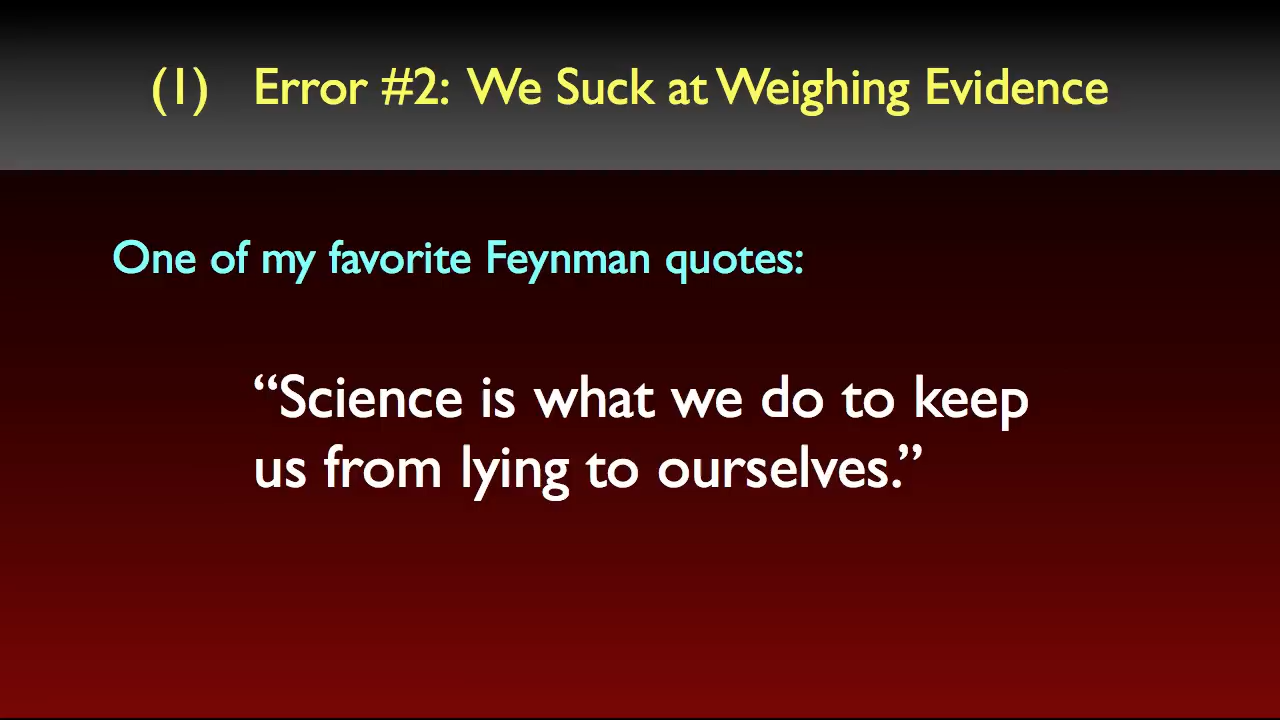 (1) Error #2: We Suck at Weighing Evidence
One of my favorite Feynman quotes:
“Science is what we do to keep
us from lying to ourselves.”